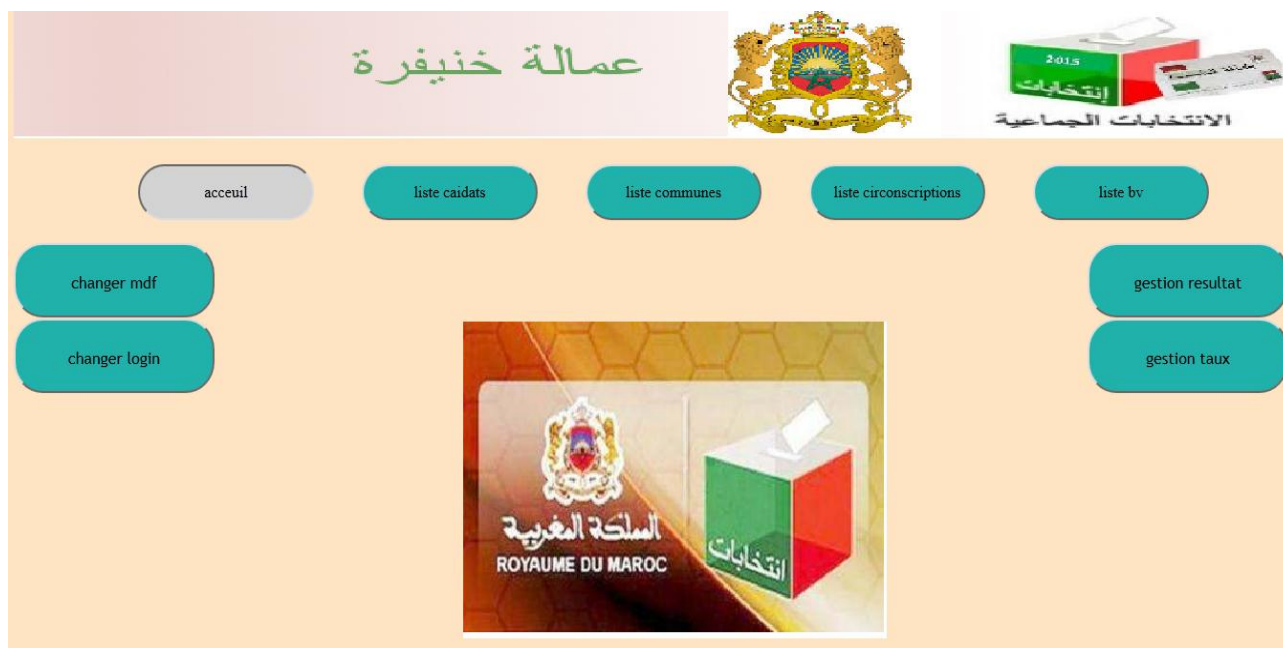 عمالة خنيفرة
2015
إنتخابات
الانتخابات الجماعية
acceuil
liste caidats
liste communes
liste circonscriptions
liste bv
changer mdf
gestion resultat
changer login
gestion taux
المملكة المغربية
ROYAUME DU MAROC
انتخابات